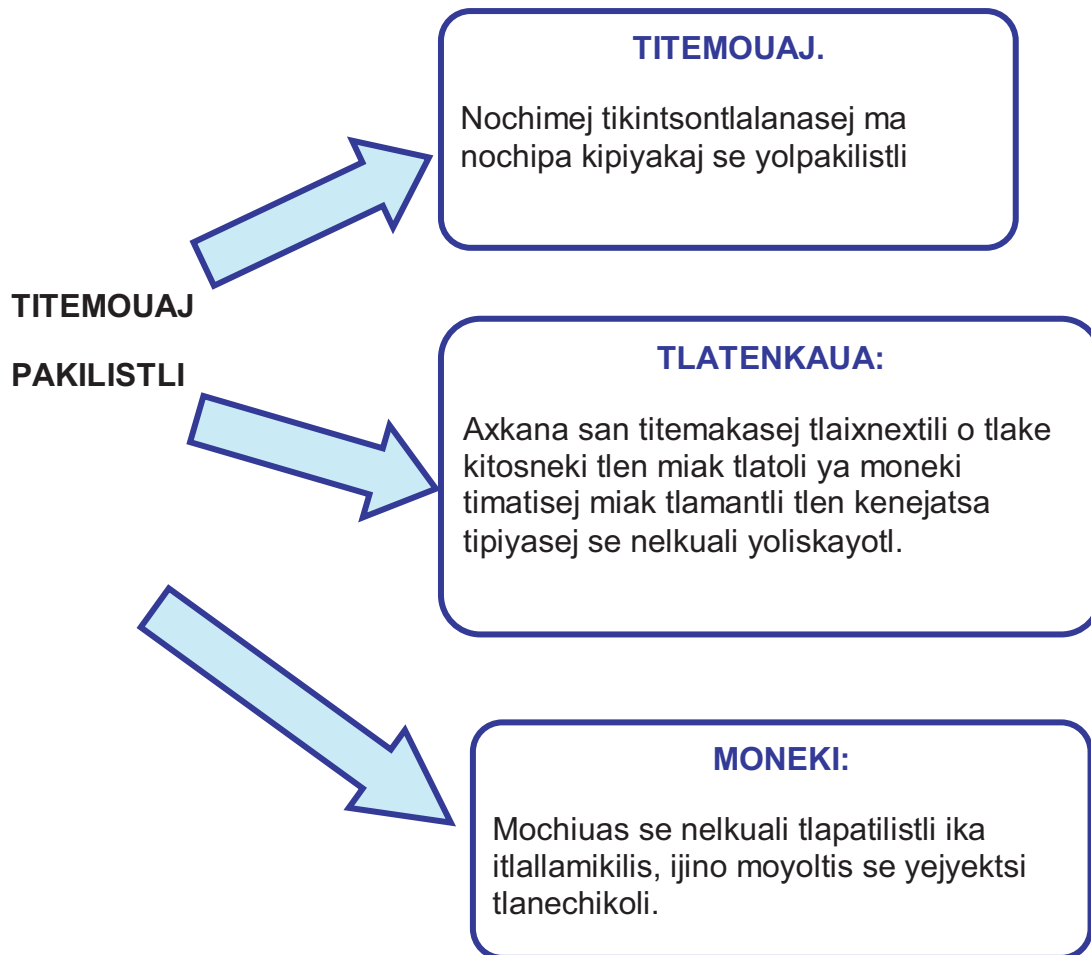 TITEMOUAJ.
Nochimej tikintsontlalanasej ma
nochipa kipiyakaj se yolpakilistli
TITEMOUAJ
PAKILISTLI
TLATENKAUA:
Axkana san titemakasej tlaixnextili o tlake
kitosneki tlen miak tlatoli ya moneki
timatisej miak tlamantli tlen kenejatsa
tipiyasej se nelkuali yoliskayotl.
MONEKI:
Mochiuas se nelkuali tlapatilistli ika
itlallamikilis, ijino moyoltis se yejyektsi
tlanechikoli.